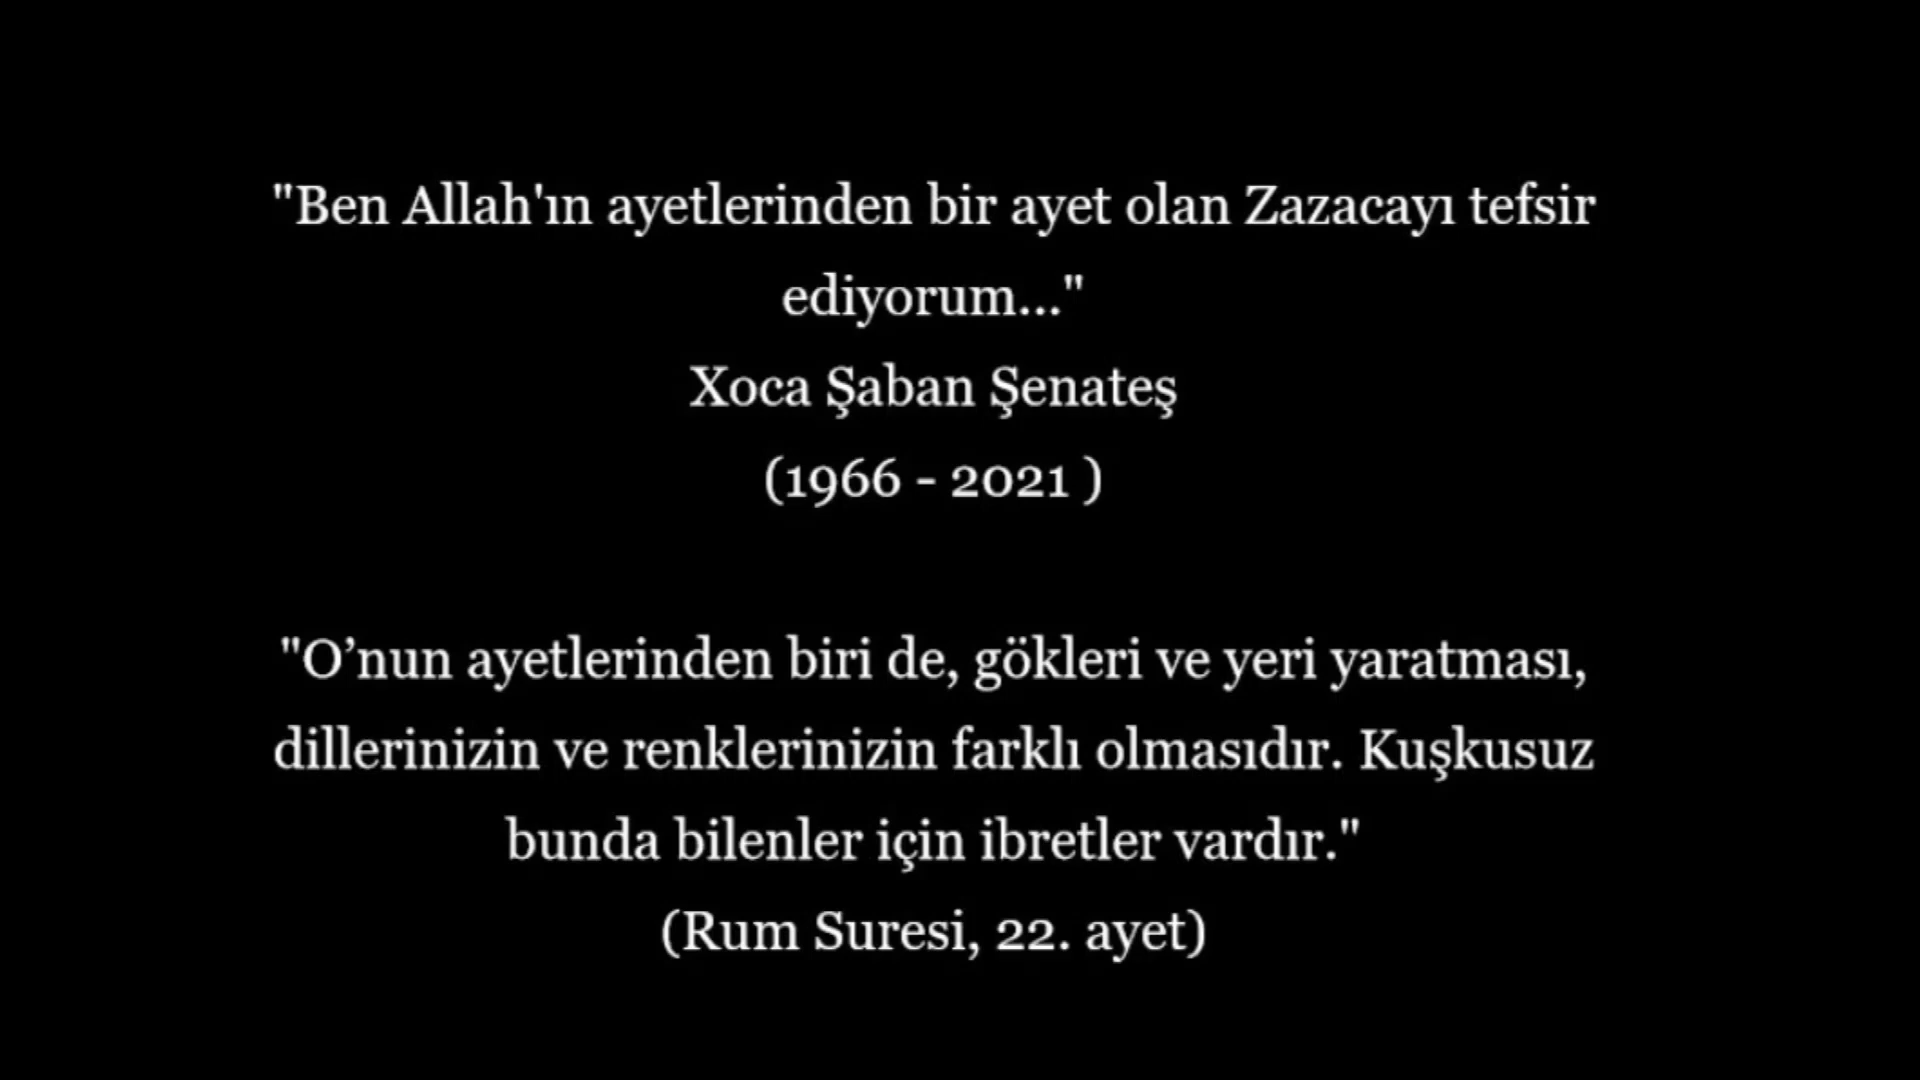 "Ben Allah'ın ayetlerinden bir ayet olan Zazacayı tefsir
ediyorum..."
Xoca Şaban Şenateş
(1966 - 2021 )
"O’nun ayetlerinden biri de, gökleri ve yeri yaratması,
dillerinizin ve renklerinizin farklı olmasıdır. Kuşkusuz
bunda bilenler için ibretler vardır."
(Rum Suresi, 22. ayet)